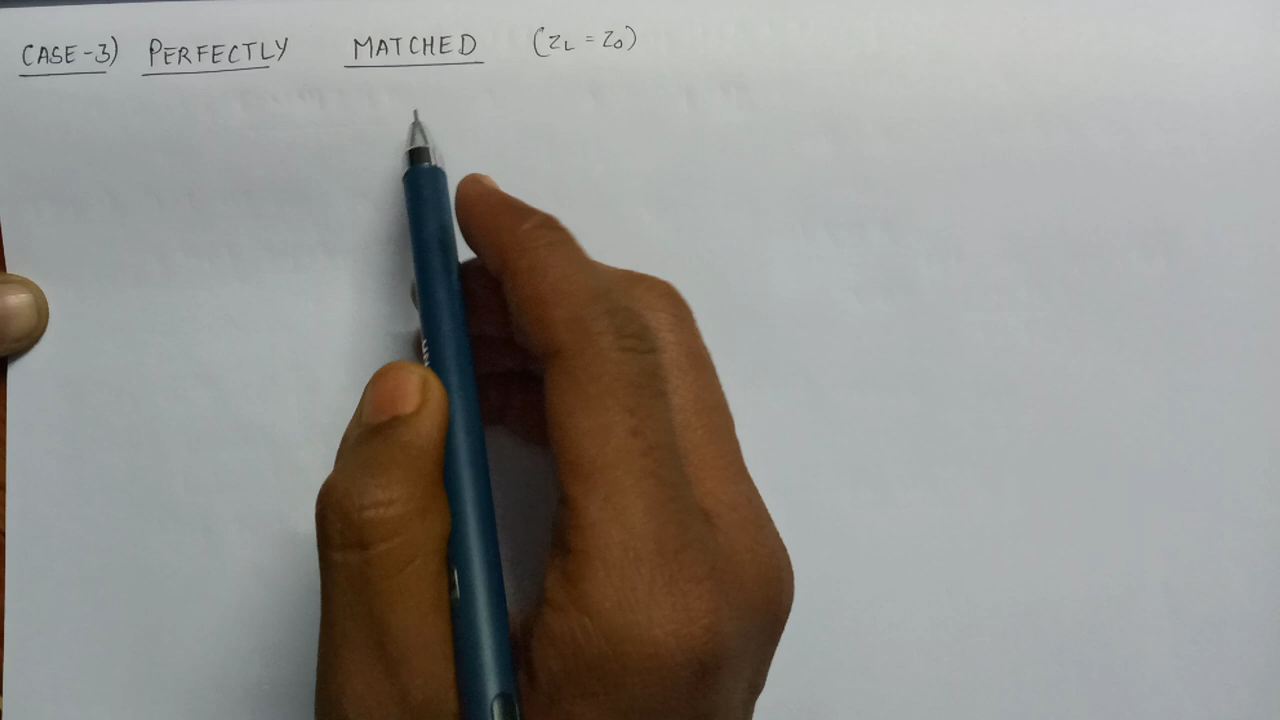 CASE-3) PERFECTLY MATCHED (ZL = Z0)